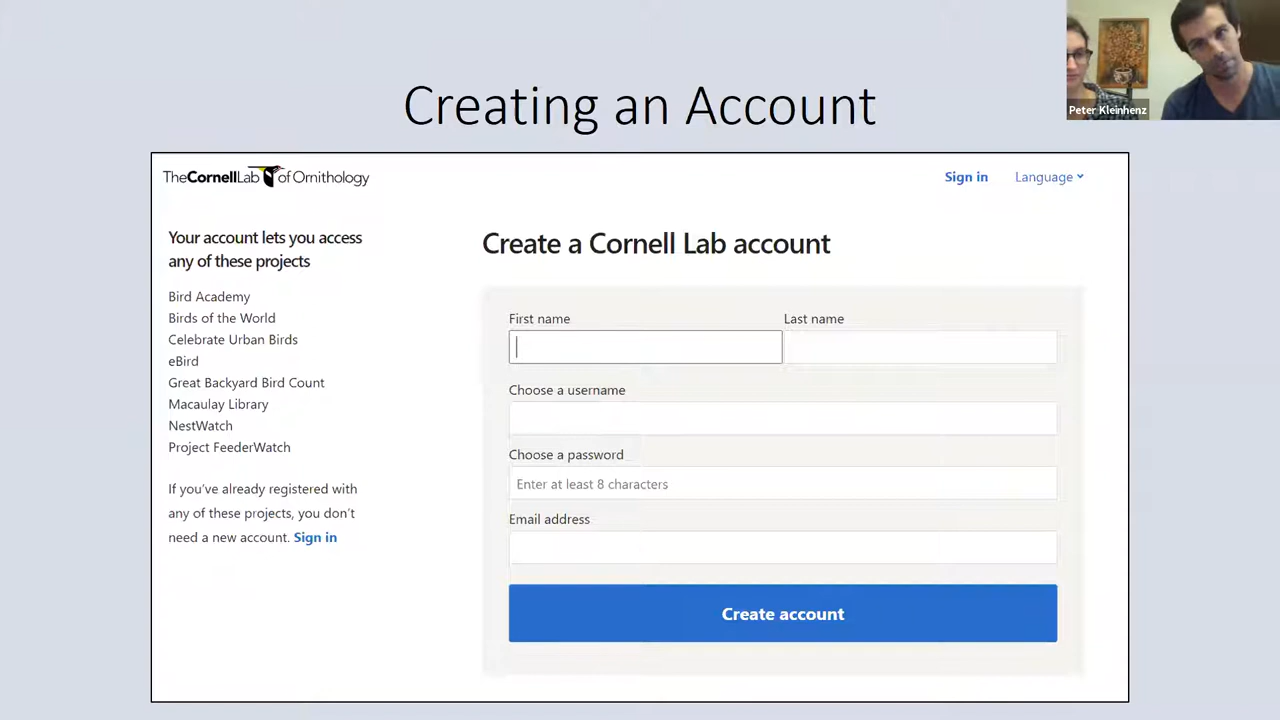 Creating an Account
Peter Kleinhenz
TheCornellLab of Ornithology
Sign in
Language
Your account lets you access
any of these projects
Bird Academy
Birds of the World
Celebrate Urban Birds
eBird
Great Backyard Bird Count
Macaulay Library
NestWatch
Project FeederWatch
If you’ve already registered with
any of these projects, you don’t
need a new account. Sign in
Create a Cornell Lab account
First name
Last name
Choose a username
Choose a password
Enter at least 8 characters
Email address
Create account